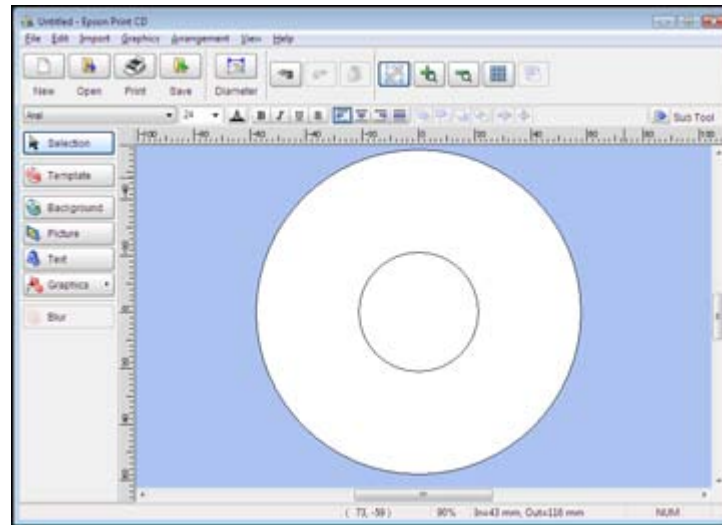 Untitled - Epson Print CD
File Edit Import Graphics Arrangement View Help
New Open Print Save Diameter
Arial 24 A B I U Sub Tool
Selection
Template
Background
Picture
Text
Graphics
Blur
( 73, -59 ) 90% In=43 mm, Out=116 mm NUM